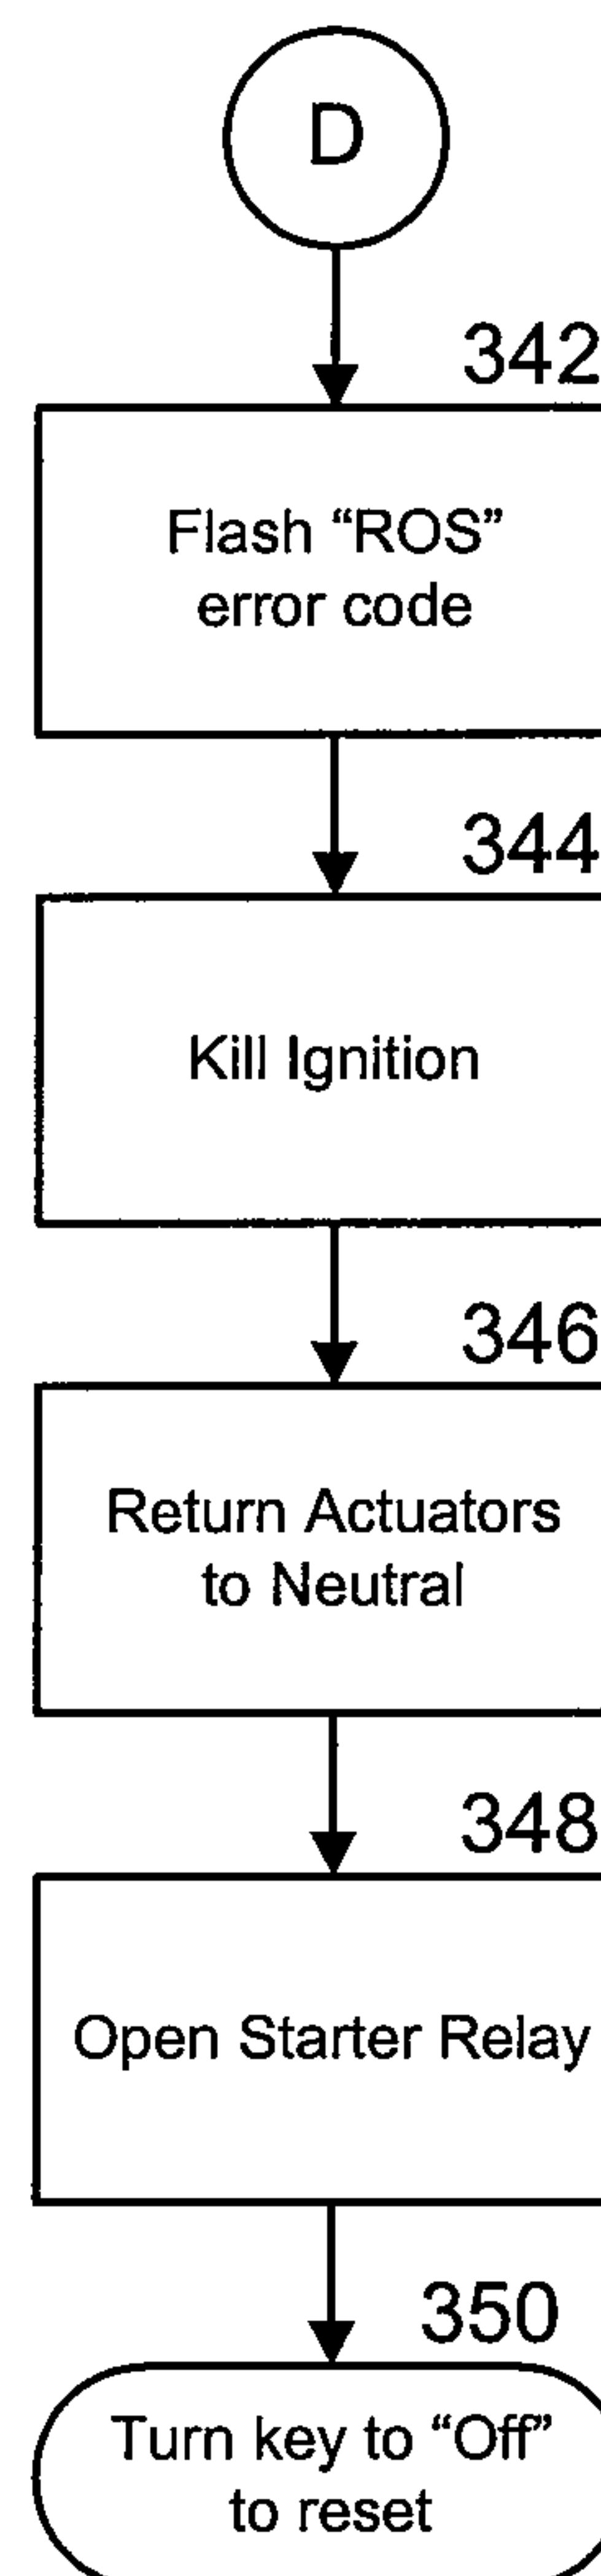 D
342
Flash “ROS”
error code
344
Kill Ignition
346
Return Actuators
to Neutral
348
Open Starter Relay
350
Turn key to “Off”
to reset